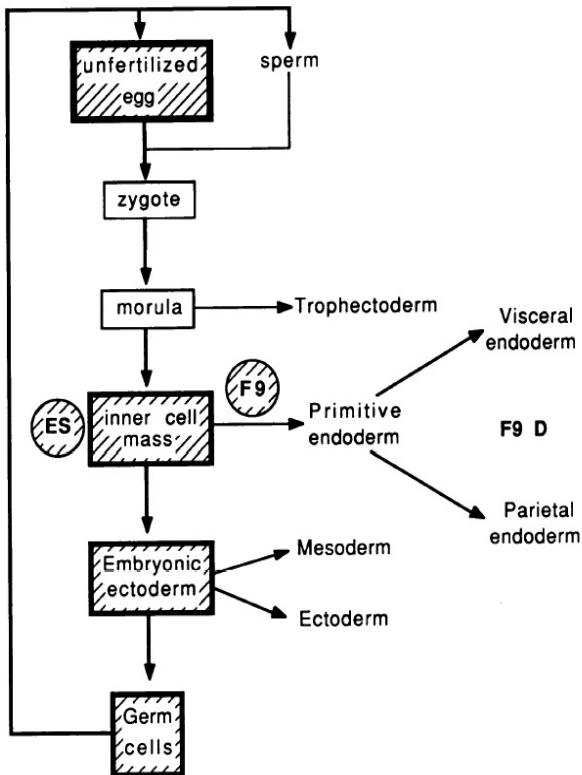 unfertilized
egg
sperm
zygote
morula
Trophectoderm
Visceral
endoderm
F9
ES
inner cell
mass
Primitive
endoderm
F9 D
Parietal
endoderm
Embryonic
ectoderm
Mesoderm
Ectoderm
Germ
cells